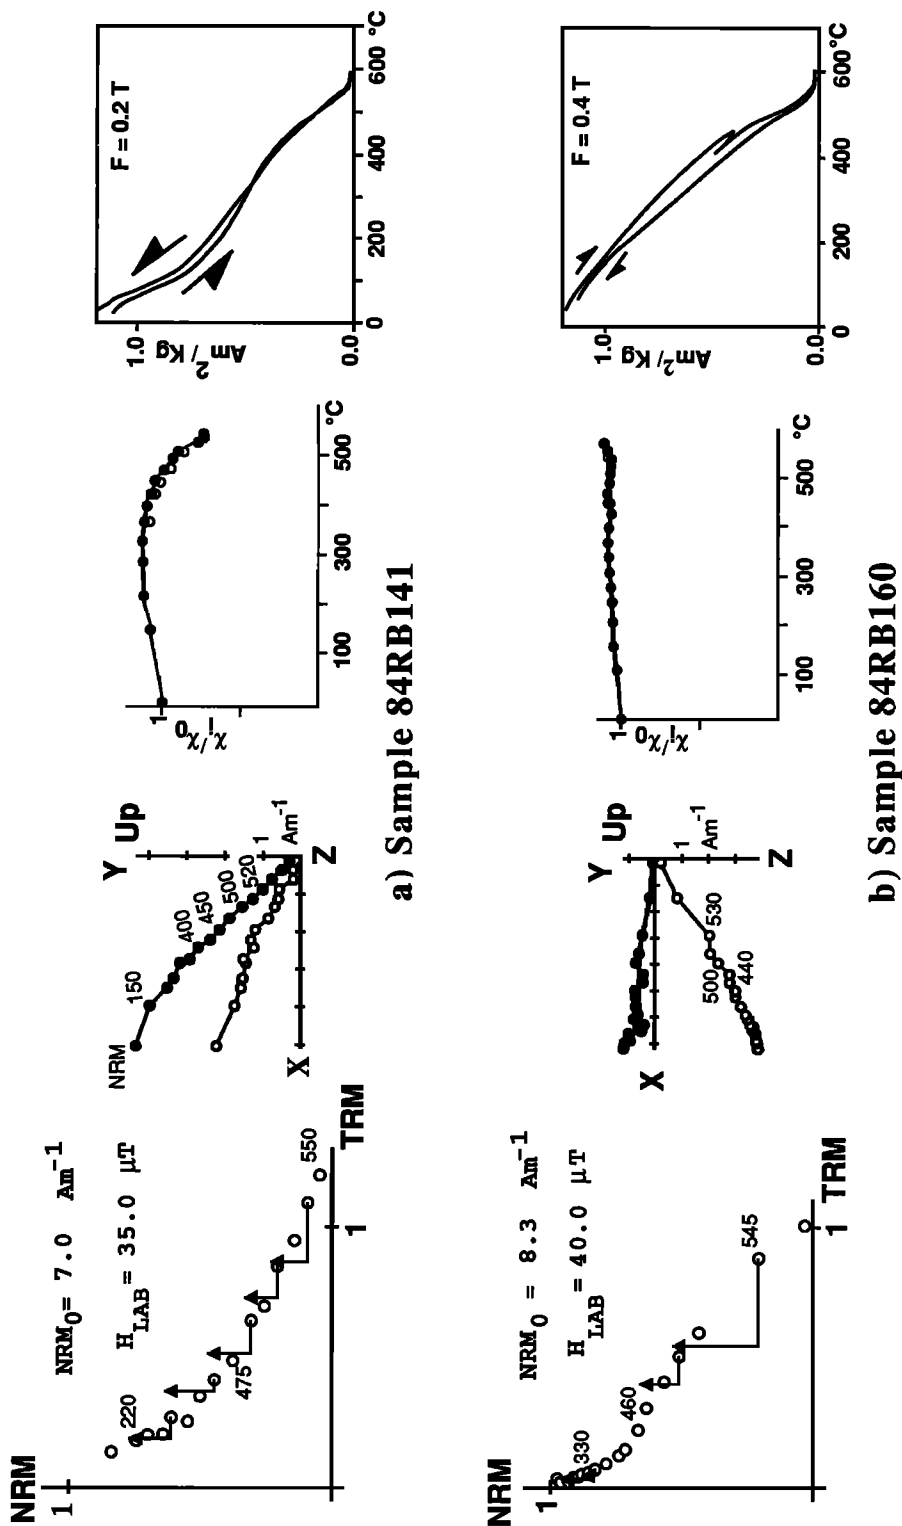 NRM
1
NRM₀= 7.0 Am⁻¹
H_LAB = 35.0 µT
220
475
550
1
TRM
Y Up
NRM
150
400
450
500
520
1
Am⁻¹
X
Z
1
χᵢ/χ₀
100
300
500
°C
F = 0.2 T
1.0
Am²/Kg
0.0
0
200
400
600
°C
a) Sample 84RB141
NRM
1
NRM₀ = 8.3 Am⁻¹
H_LAB = 40.0 µT
330
460
545
1
TRM
Y Up
1
Am⁻¹
X
Z
500
440
530
1
χᵢ/χ₀
100
300
500
°C
F = 0.4 T
1.0
Am²/Kg
0.0
0
200
400
600°C
b) Sample 84RB160